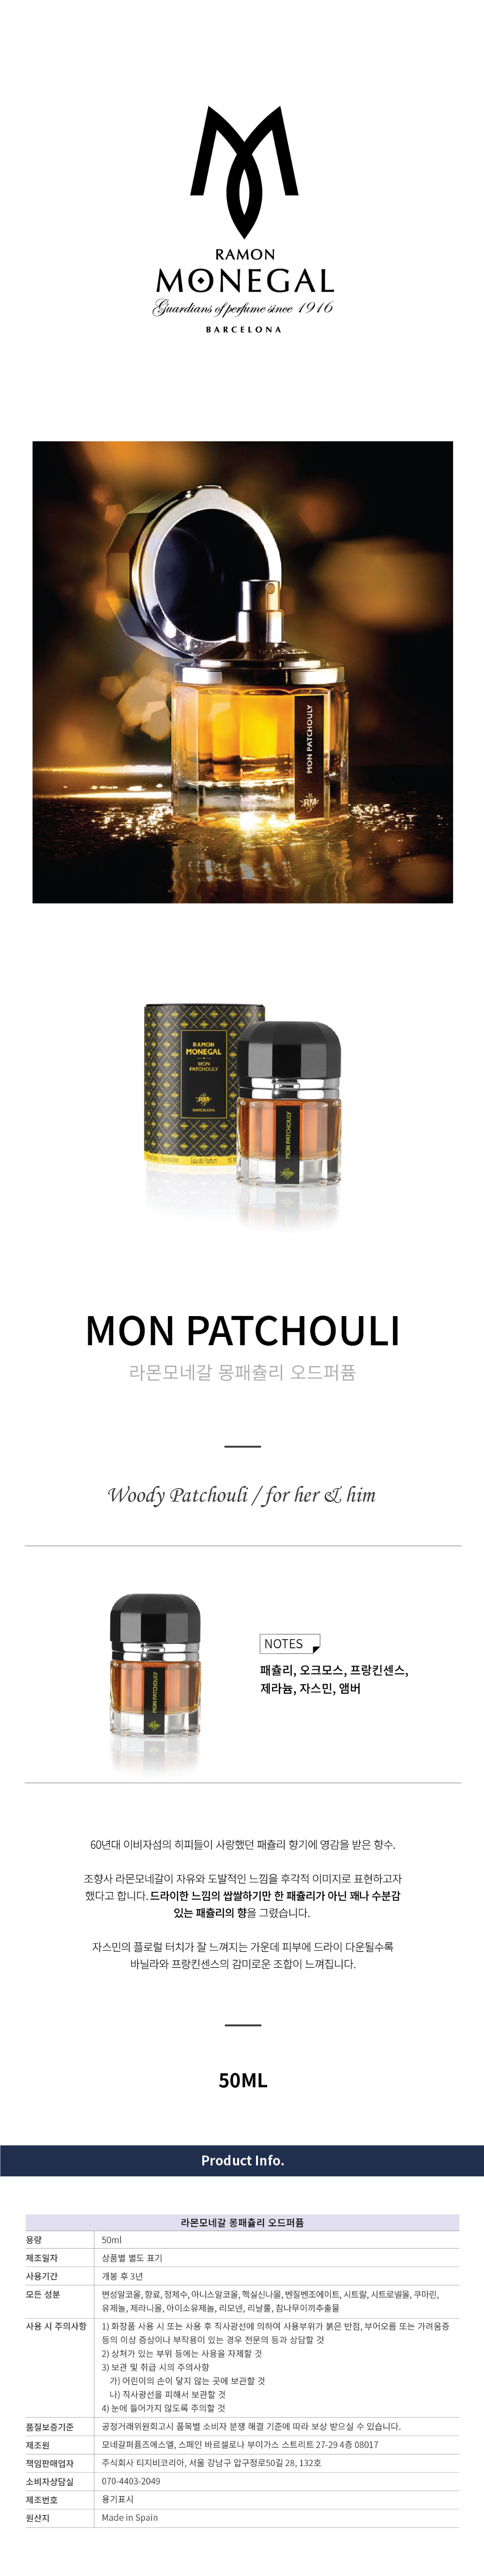 RAMON
MONEGAL
Guardians of perfume since 1916
BARCELONA
MON PATCHOULY
RM
RAMON
MONEGAL
MON
PATCHOULY
RM
BARCELONA
Eau de Parfum
MON PATCHOULY
MON PATCHOULI
라몬모네갈 몽패츌리 오드퍼퓸
Woody Patchouli / for her & him
MON PATCHOULY
NOTES
패츌리, 오크모스, 프랑킨센스,
제라늄, 자스민, 앰버
60년대 이비자섬의 히피들이 사랑했던 패츌리 향기에 영감을 받은 향수.
조향사 라몬모네갈이 자유와 도발적인 느낌을 후각적 이미지로 표현하고자
했다고 합니다. 드라이한 느낌의 쌉쌀하기만 한 패츌리가 아닌 꽤나 수분감
있는 패츌리의 향을 그렸습니다.
자스민의 플로럴 터치가 잘 느껴지는 가운데 피부에 드라이 다운될수록
바닐라와 프랑킨센스의 감미로운 조합이 느껴집니다.
50ML
Product Info.
라몬모네갈 몽패츌리 오드퍼퓸
용량 50ml
제조일자 상품별 별도 표기
사용기간 개봉 후 3년
모든 성분 변성알코올, 향료, 정제수, 아니스알코올, 헥실신나몰, 벤질벤조에이트, 시트랄, 시트로넬올, 쿠마린,
유제놀, 제라니올, 아이소유제놀, 리모넨, 리날룰, 참나무이끼추출물
사용 시 주의사항 1) 화장품 사용 시 또는 사용 후 직사광선에 의하여 사용부위가 붉은 반점, 부어오름 또는 가려움증
등의 이상 증상이나 부작용이 있는 경우 전문의 등과 상담할 것
2) 상처가 있는 부위 등에는 사용을 자제할 것
3) 보관 및 취급 시의 주의사항
가) 어린이의 손이 닿지 않는 곳에 보관할 것
나) 직사광선을 피해서 보관할 것
4) 눈에 들어가지 않도록 주의할 것
품질보증기준 공정거래위원회고시 품목별 소비자 분쟁 해결 기준에 따라 보상 받으실 수 있습니다.
제조원 모네갈퍼퓸즈에스엘, 스페인 바르셀로나 부이가스 스트리트 27-29 4층 08017
책임판매업자 주식회사 티지비코리아, 서울 강남구 압구정로50길 28, 132호
소비자상담실 070-4403-2049
제조번호 용기표시
원산지 Made in Spain